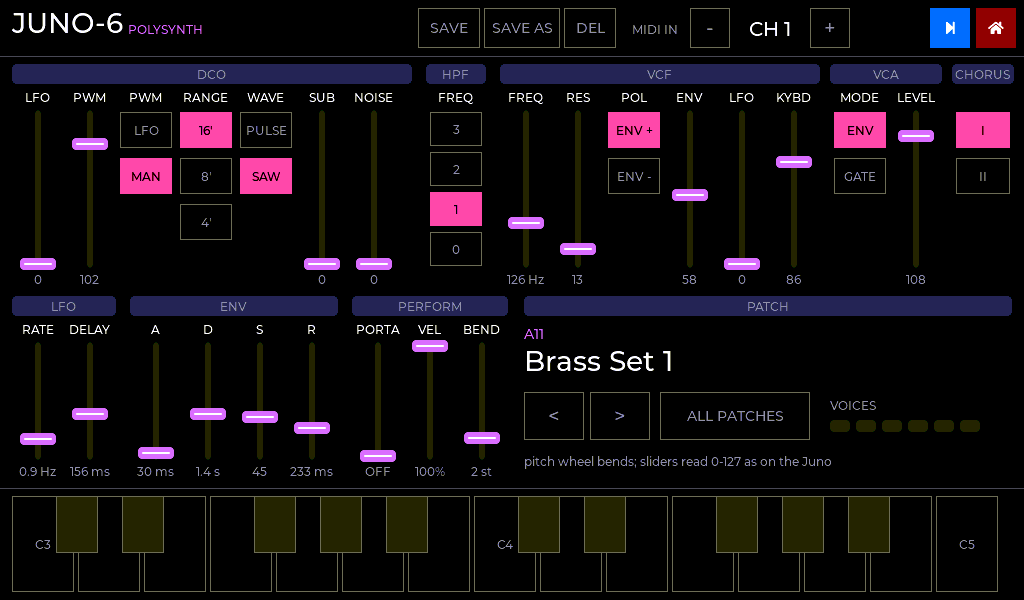 JUNO-6 POLYSYNTH SAVE SAVE AS DEL MIDI IN - CH 1 +
DCO HPF VCF VCA CHORUS
LFO PWM PWM RANGE WAVE SUB NOISE FREQ FREQ RES POL ENV LFO KYBD MODE LEVEL
LFO 16' PULSE 3 ENV + ENV I
MAN 8' SAW 2 ENV - GATE II
4' 1
0
0 102 0 0 126 Hz 13 58 0 86 108
LFO ENV PERFORM PATCH
RATE DELAY A D S R PORTA VEL BEND
A11
Brass Set 1
< > ALL PATCHES VOICES
pitch wheel bends; sliders read 0-127 as on the Juno
0.9 Hz 156 ms 30 ms 1.4 s 45 233 ms OFF 100% 2 st
C3 C4 C5